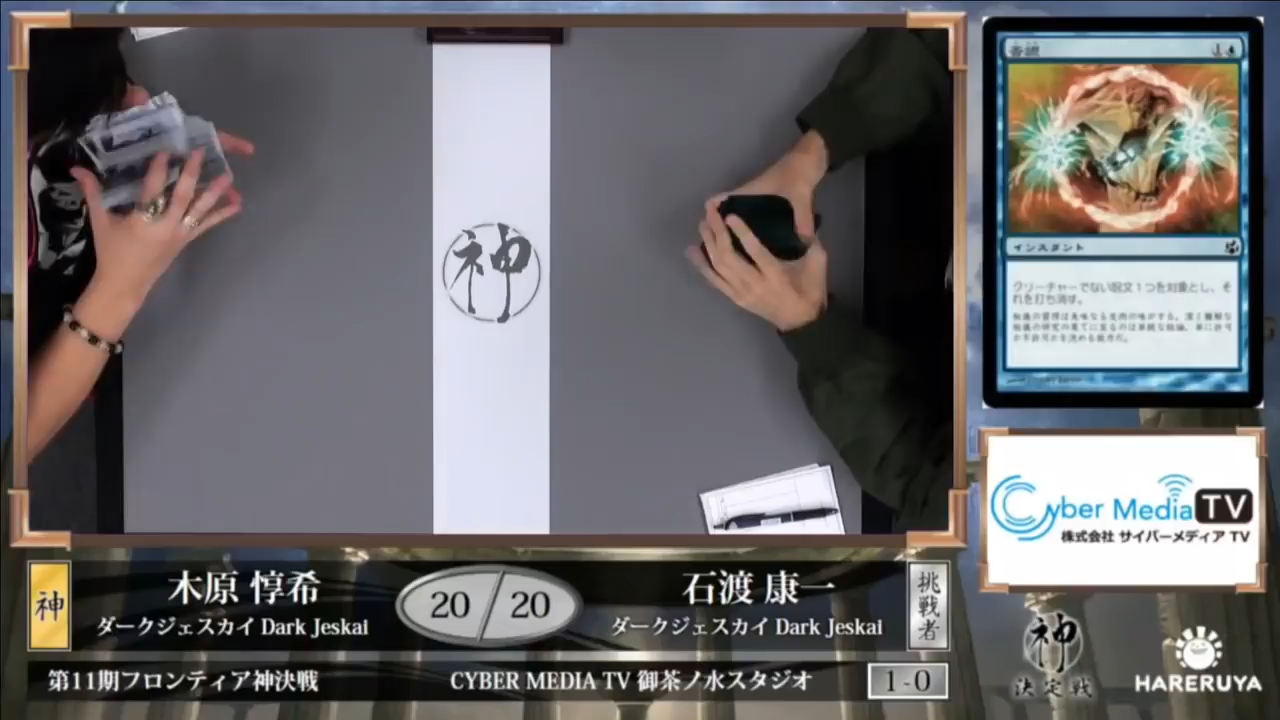 神
否認
1
インスタント
クリーチャーでない呪文1つを対象とし、そ
れを打ち消す。
Cyber Media TV
株式会社 サイバーメディア TV
神
木原 惇希
ダークジェスカイ Dark Jeskai
20 / 20
石渡 康一
ダークジェスカイ Dark Jeskai
挑戦者
第11期フロンティア神決戦
CYBER MEDIA TV 御茶ノ水スタジオ
1-0
神
決定戦
HARERUYA